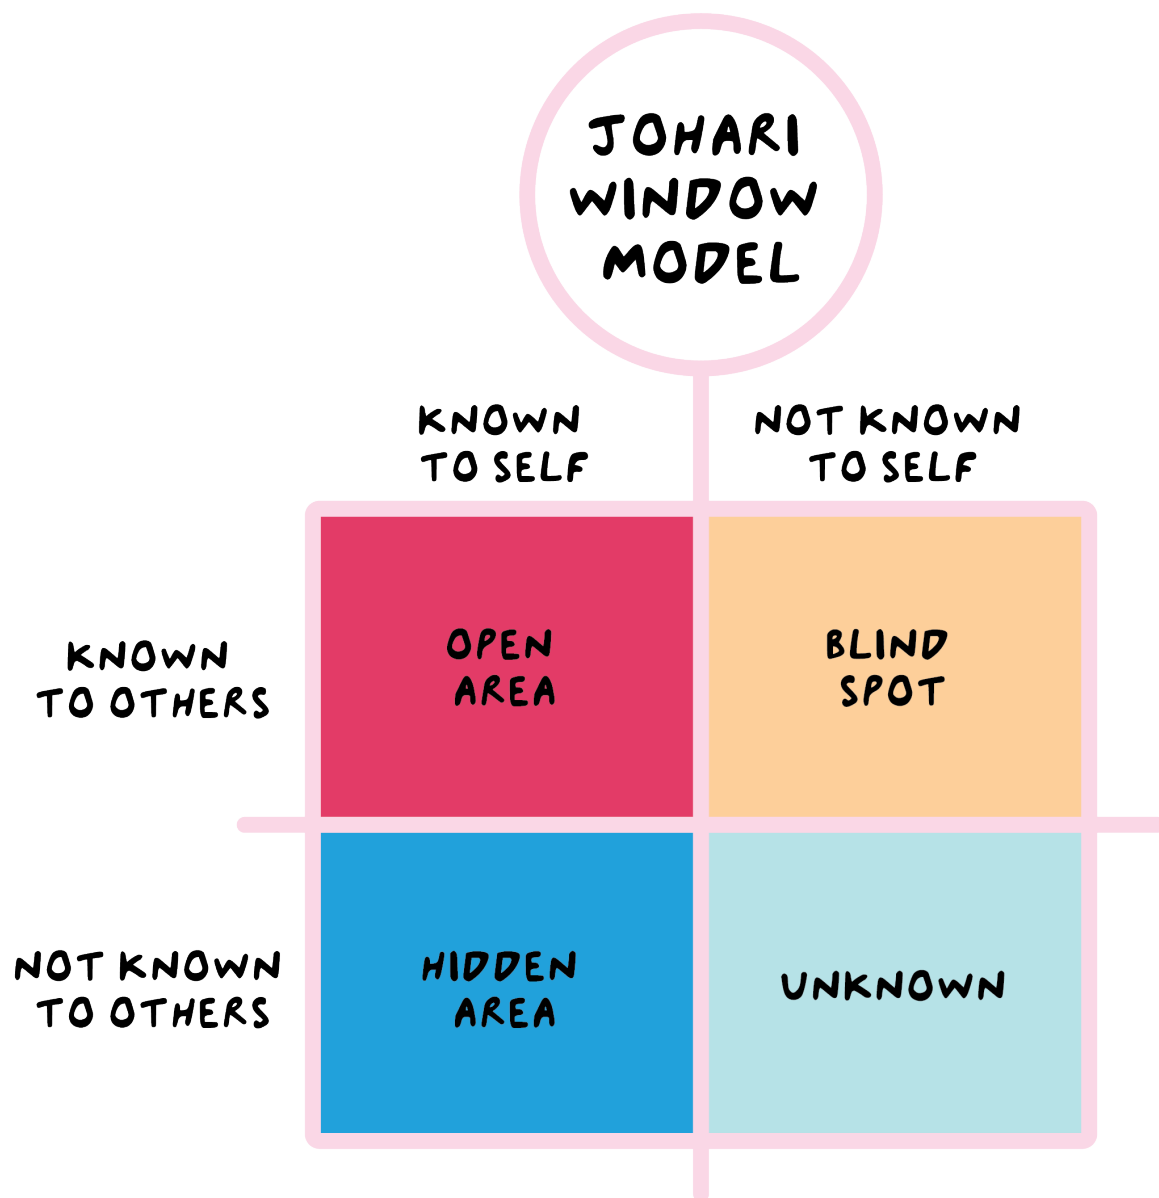 JOHARI
WINDOW
MODEL
KNOWN
TO SELF
NOT KNOWN
TO SELF
KNOWN
TO OTHERS
OPEN
AREA
BLIND
SPOT
NOT KNOWN
TO OTHERS
HIDDEN
AREA
UNKNOWN